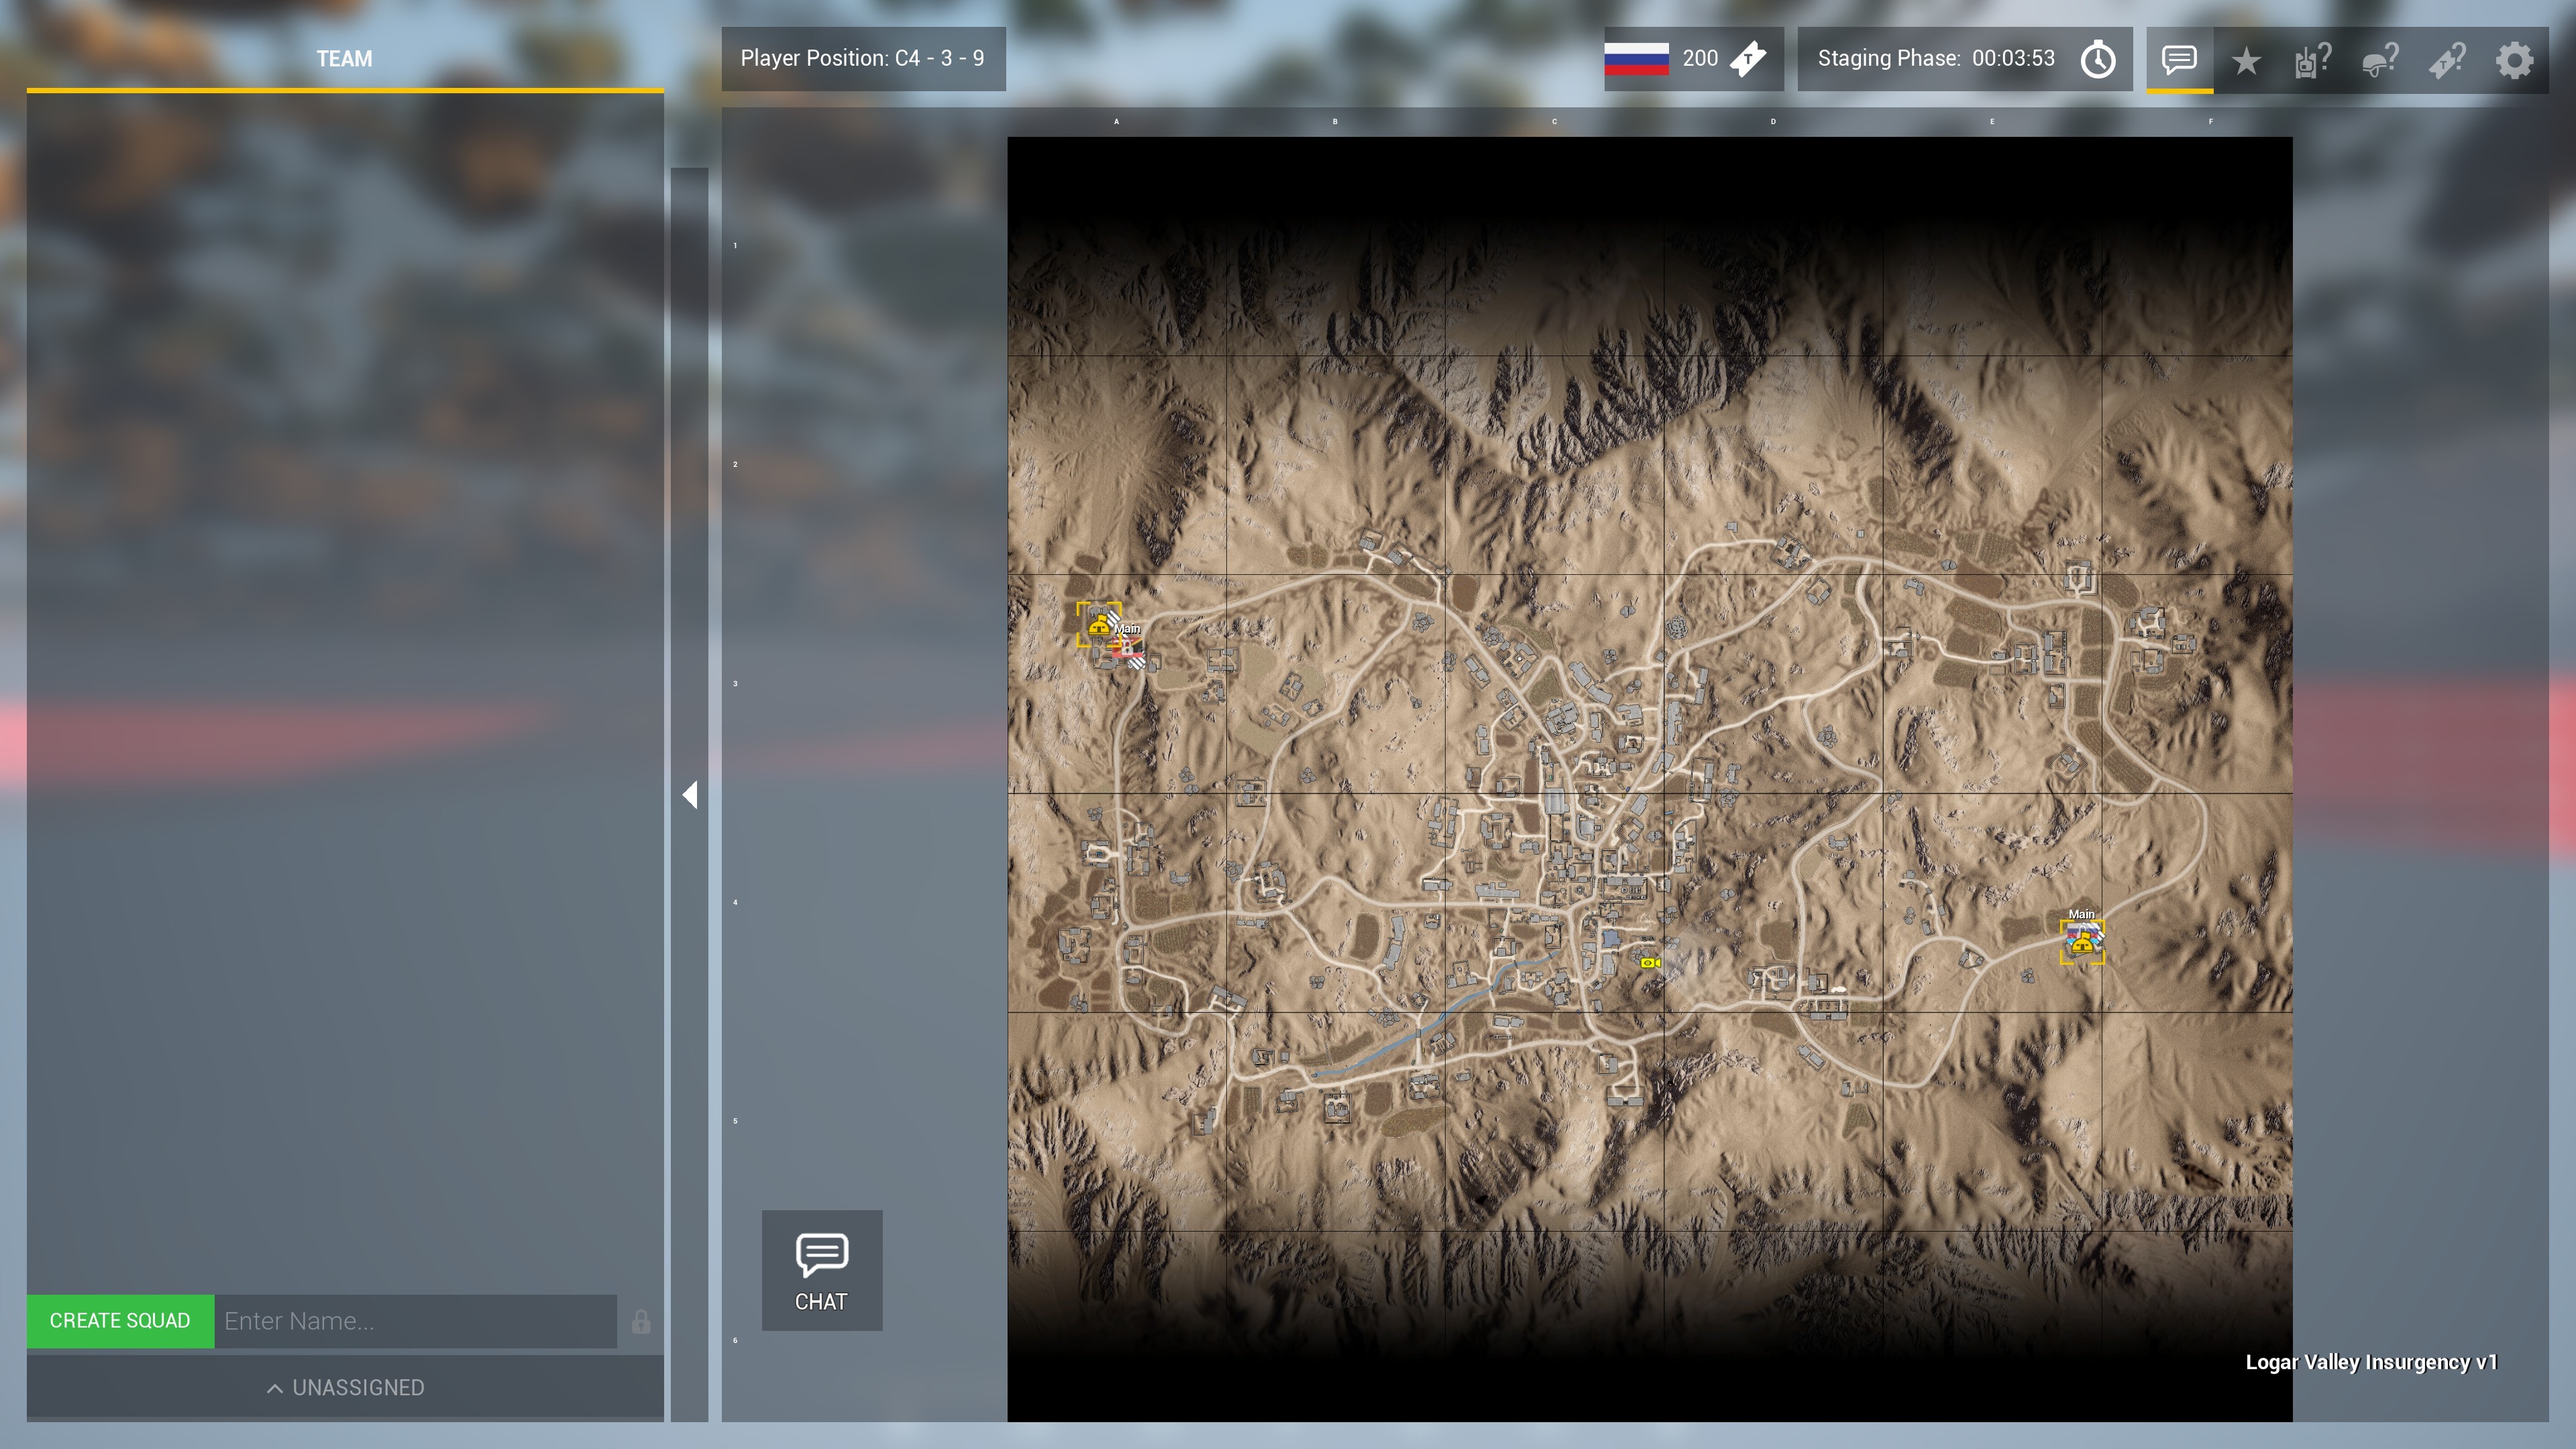 TEAM
Player Position: C4 - 3 - 9
200
T
Staging Phase: 00:03:53
?
?
T?
A B C D E F
1
2
3
4
5
6
Main
Main
CHAT
CREATE SQUAD
Enter Name...
UNASSIGNED
Logar Valley Insurgency v1